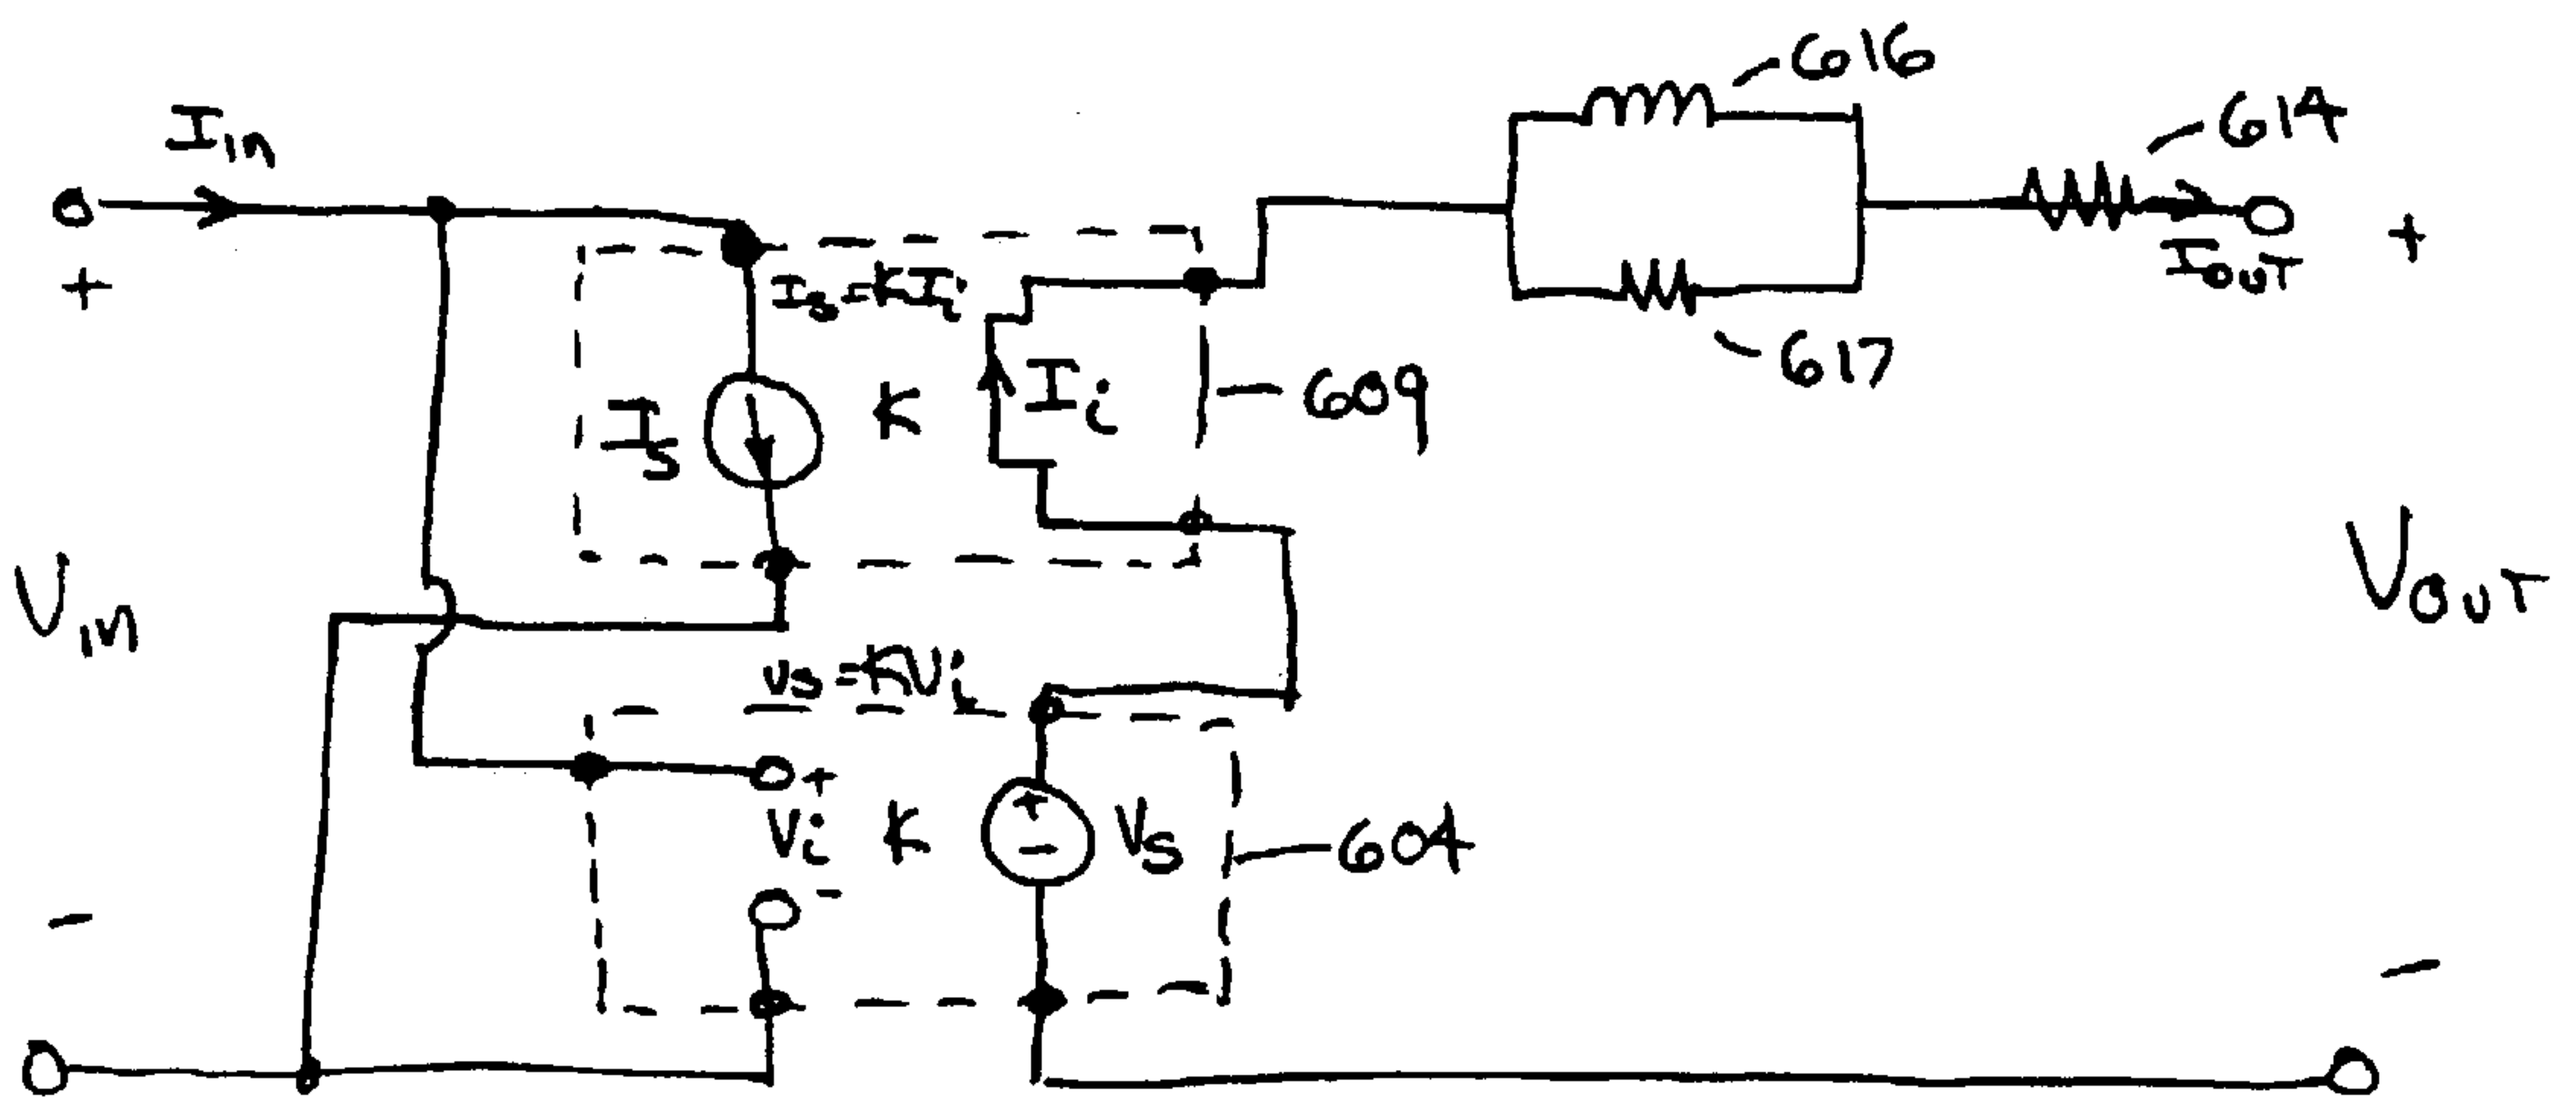 616
614
Iin
+
Is=KIi
IOUT
+
617
Is
K
Ii
609
Vin
VOUT
Vs=KVi
+
Vi
K
+
-
Vs
604
-
-
-